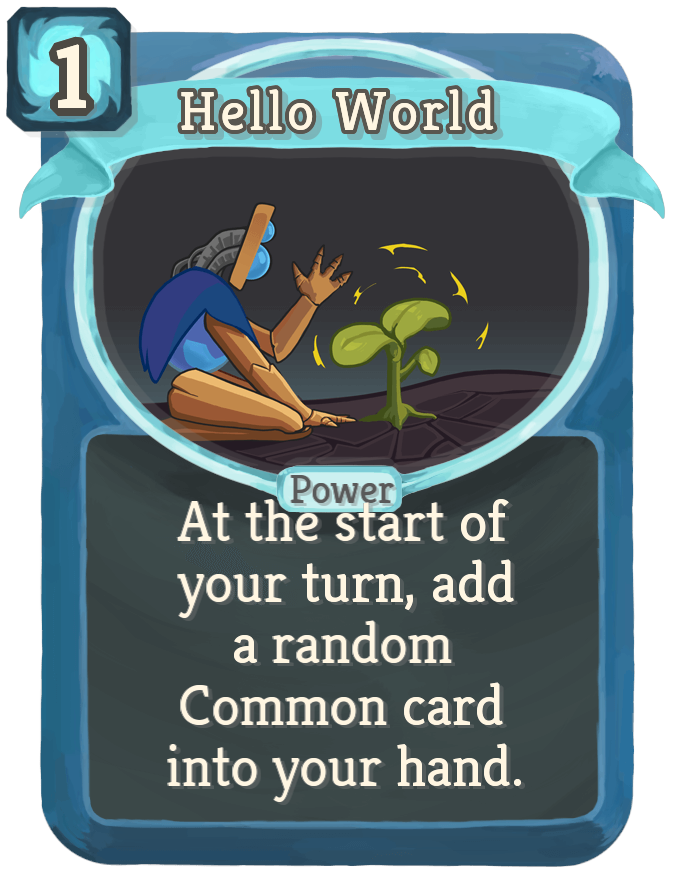 1
Hello World
Power
At the start of
your turn, add
a random
Common card
into your hand.